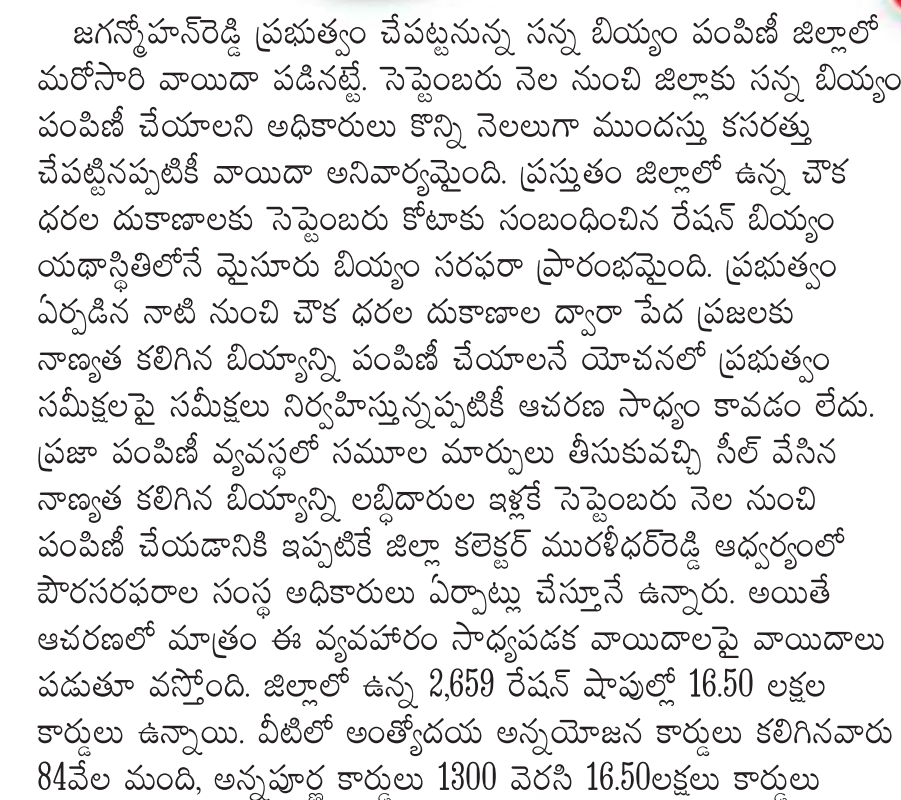 జగన్మోహన్‌రెడ్డి ప్రభుత్వం చేపట్టనున్న సన్న బియ్యం పంపిణీ జిల్లాలో
మరోసారి వాయిదా పడినట్టే. సెప్టెంబరు నెల నుంచి జిల్లాకు సన్న బియ్యం
పంపిణీ చేయాలని అధికారులు కొన్ని నెలలుగా ముందస్తు కసరత్తు
చేపట్టినప్పటికీ వాయిదా అనివార్యమైంది. ప్రస్తుతం జిల్లాలో ఉన్న చౌక
ధరల దుకాణాలకు సెప్టెంబరు కోటాకు సంబంధించిన రేషన్ బియ్యం
యథాస్థితిలోనే మైసూరు బియ్యం సరఫరా ప్రారంభమైంది. ప్రభుత్వం
ఏర్పడిన నాటి నుంచి చౌక ధరల దుకాణాల ద్వారా పేద ప్రజలకు
నాణ్యత కలిగిన బియ్యాన్ని పంపిణీ చేయాలనే యోచనలో ప్రభుత్వం
సమీక్షలపై సమీక్షలు నిర్వహిస్తున్నప్పటికీ ఆచరణ సాధ్యం కావడం లేదు.
ప్రజా పంపిణీ వ్యవస్థలో సమూల మార్పులు తీసుకువచ్చి సీల్ వేసిన
నాణ్యత కలిగిన బియ్యాన్ని లబ్ధిదారుల ఇళ్లకే సెప్టెంబరు నెల నుంచి
పంపిణీ చేయడానికి ఇప్పటికే జిల్లా కలెక్టర్ మురళీధర్‌రెడ్డి ఆధ్వర్యంలో
పౌరసరఫరాల సంస్థ అధికారులు ఏర్పాట్లు చేస్తూనే ఉన్నారు. అయితే
ఆచరణలో మాత్రం ఈ వ్యవహారం సాధ్యపడక వాయిదాలపై వాయిదాలు
పడుతూ వస్తోంది. జిల్లాలో ఉన్న 2,659 రేషన్ షాపుల్లో 16.50 లక్షల
కార్డులు ఉన్నాయి. వీటిలో అంత్యోదయ అన్నయోజన కార్డులు కలిగినవారు
84వేల మంది, అన్నపూర్ణ కార్డులు 1300 వెరసి 16.50లక్షలు కార్డులు